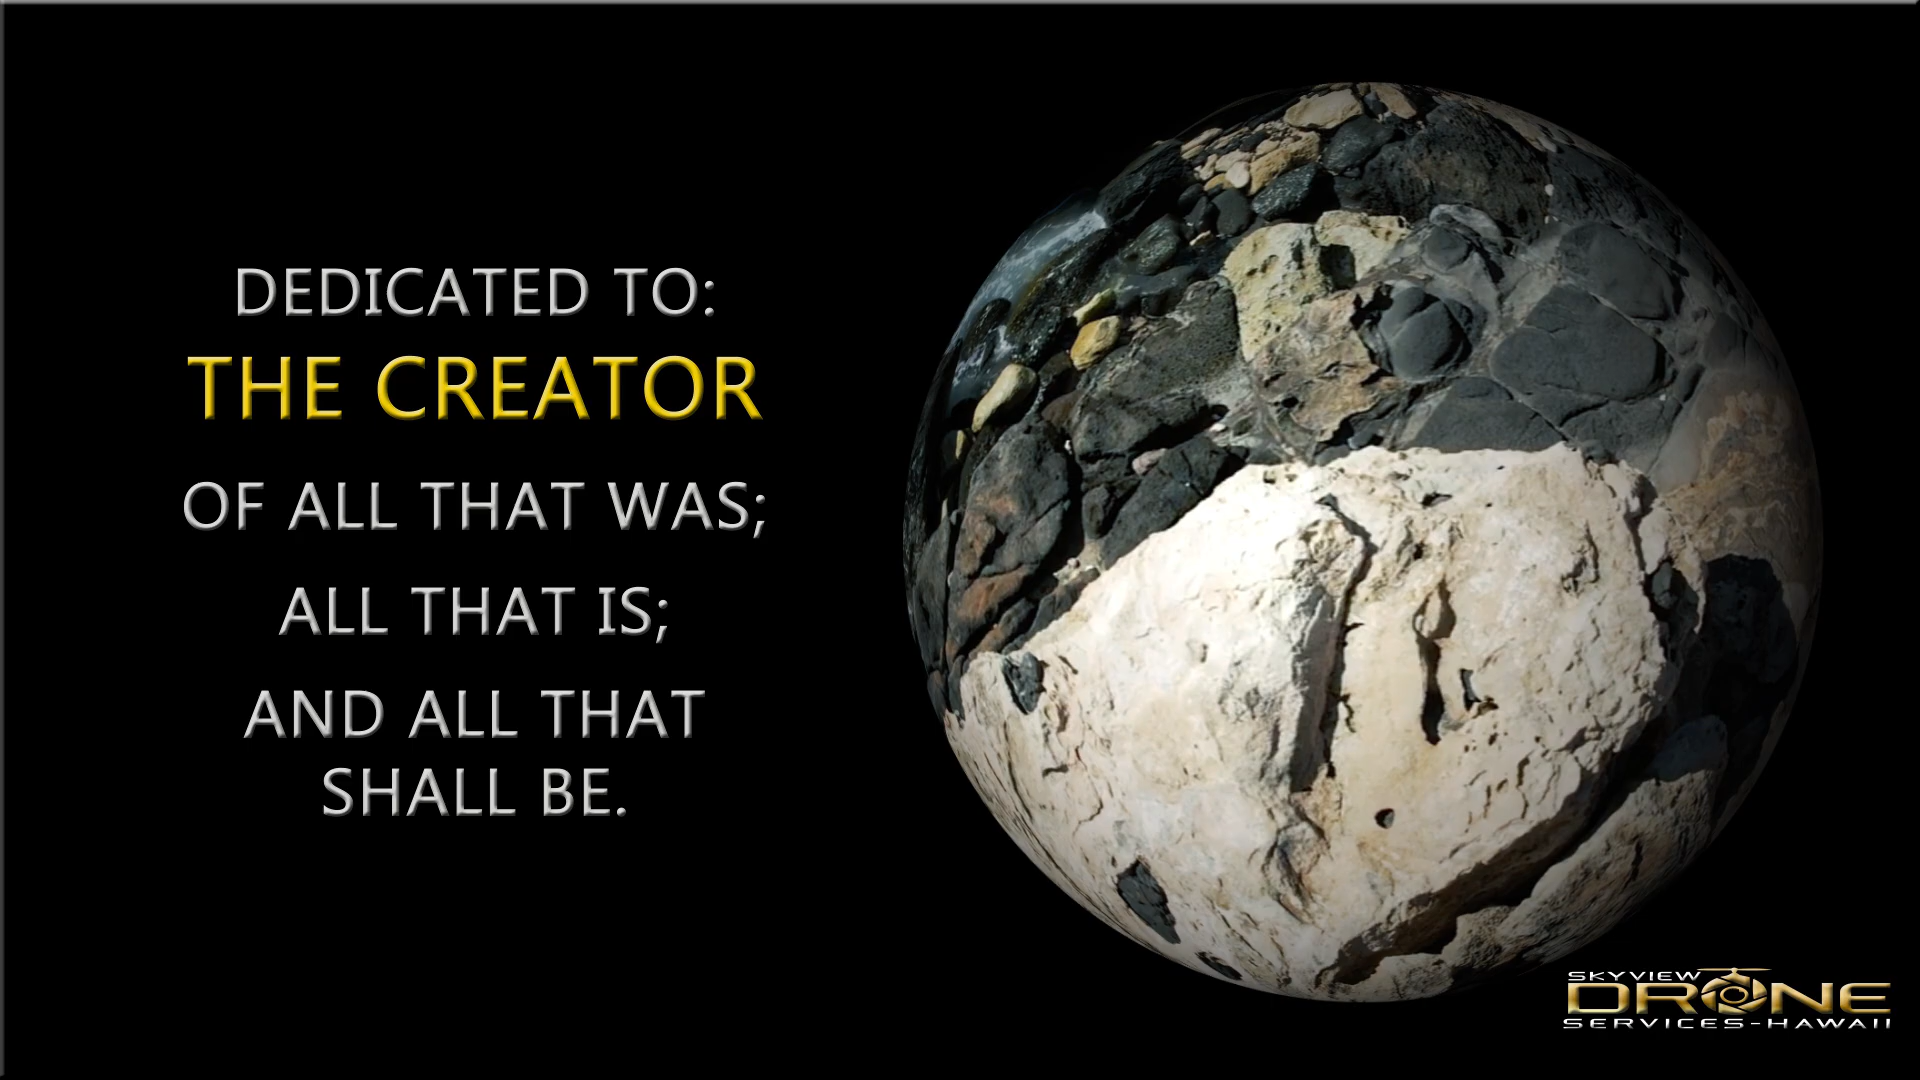 DEDICATED TO:
THE CREATOR
OF ALL THAT WAS;
ALL THAT IS;
AND ALL THAT
SHALL BE.
SKYVIEW
DRONE
SERVICES-HAWAII